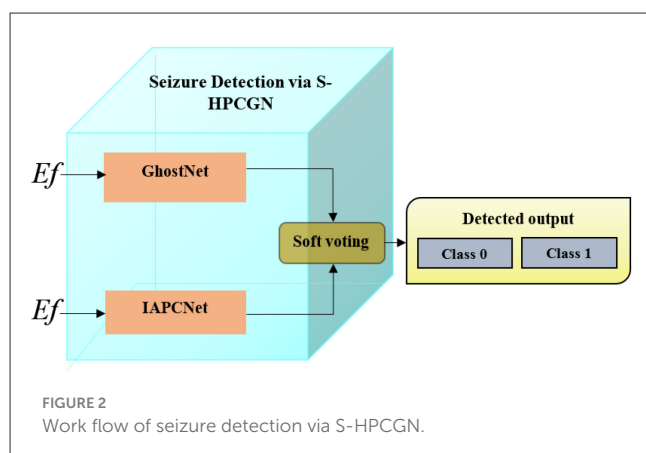 Seizure Detection via S-
HPCGN
Ef
GhostNet
Soft voting
Detected output
Class 0
Class 1
Ef
IAPCNet
FIGURE 2
Work flow of seizure detection via S-HPCGN.